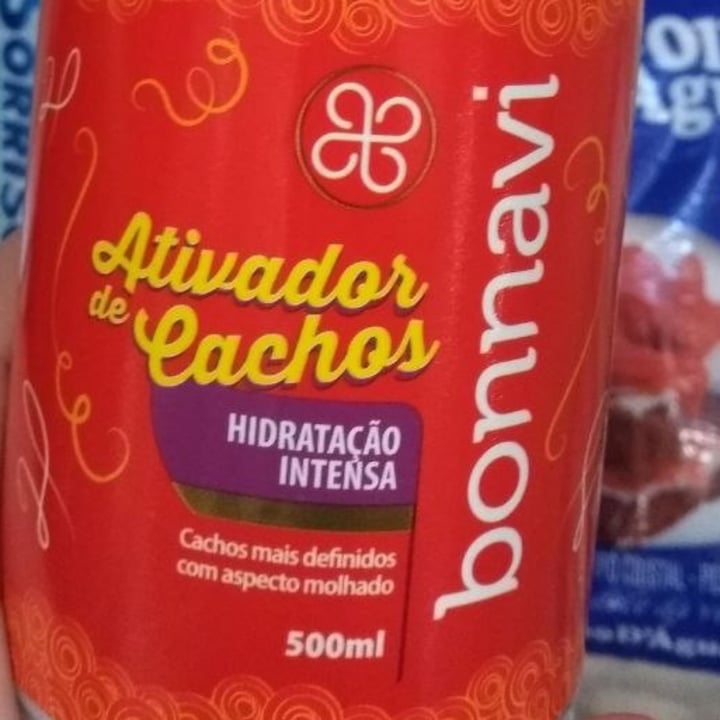 Ativador
de Cachos
HIDRATAÇÃO
INTENSA
Cachos mais definidos
com aspecto molhado
500ml
bonnavi